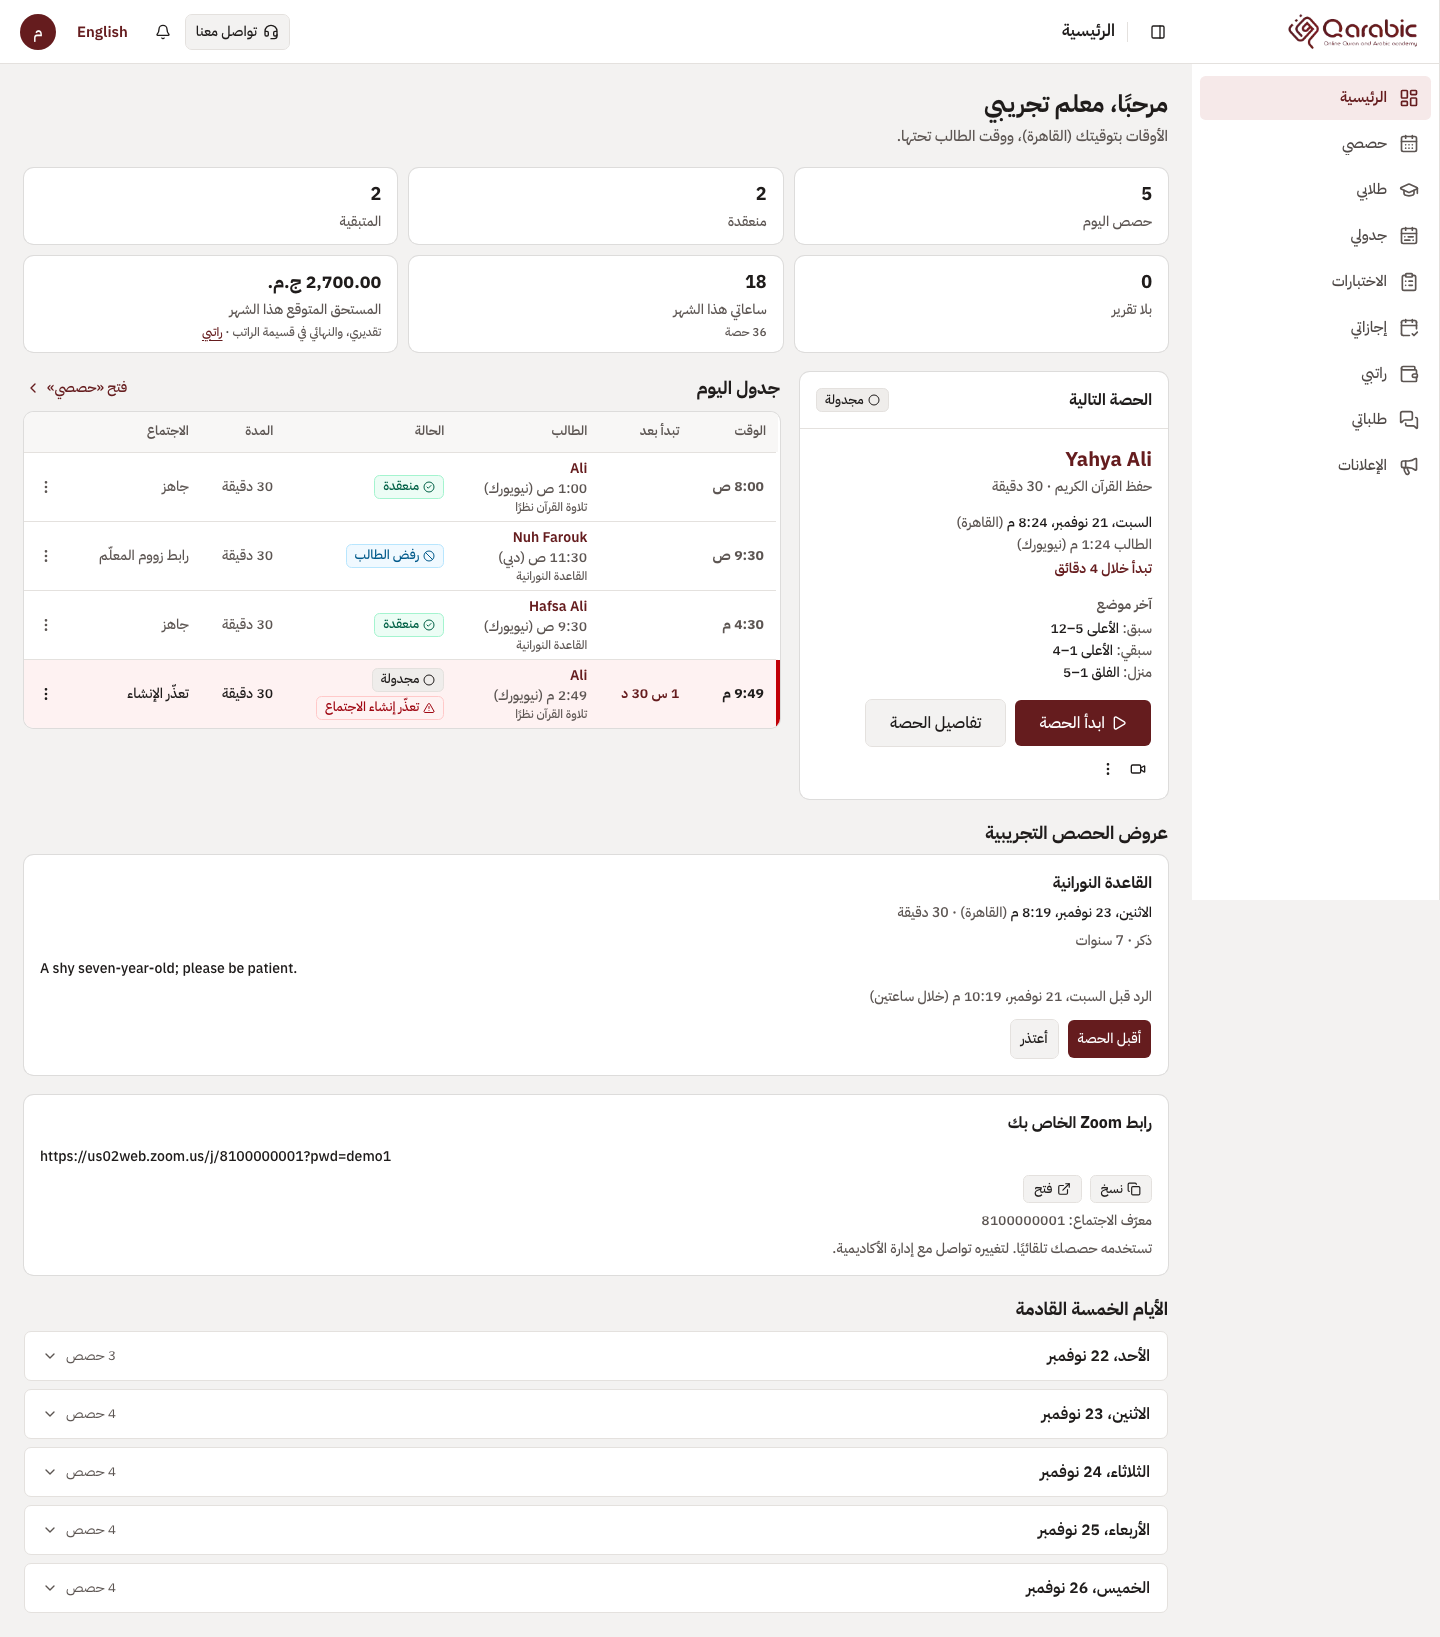 Qarabic
Online Quran and Arabic academy
الرئيسية
تواصل معنا
English
م
الرئيسية
حصصي
طلابي
جدولي
الاختبارات
إجازاتي
راتبي
طلباتي
الإعلانات
مرحبًا، معلم تجريبي
الأوقات بتوقيتك (القاهرة)، ووقت الطالب تحتها.
5
حصص اليوم
2
منعقدة
2
المتبقية
0
بلا تقرير
18
ساعاتي هذا الشهر
36 حصة
2,700.00 ج.م.
المستحق المتوقع هذا الشهر
تقديري، والنهائي في قسيمة الراتب · راتبي
الحصة التالية
مجدولة
Yahya Ali
حفظ القرآن الكريم · 30 دقيقة
السبت، 21 نوفمبر، 8:24 م (القاهرة)
الطالب 1:24 م (نيويورك)
تبدأ خلال 4 دقائق
آخر موضع
سبق: الأعلى 5–12
سبقي: الأعلى 1–4
منزل: الفلق 1–5
ابدأ الحصة
تفاصيل الحصة
جدول اليوم
فتح «حصصي»
الوقت تبدأ بعد الطالب الحالة المدة الاجتماع
8:00 ص Ali منعقدة 30 دقيقة جاهز
1:00 ص (نيويورك)
تلاوة القرآن نظرًا
9:30 ص Nuh Farouk رفض الطالب 30 دقيقة رابط زووم المعلّم
11:30 ص (دبي)
القاعدة النورانية
4:30 م Hafsa Ali منعقدة 30 دقيقة جاهز
9:30 ص (نيويورك)
القاعدة النورانية
9:49 م 1 س 30 د Ali مجدولة 30 دقيقة تعذّر الإنشاء
2:49 م (نيويورك)
تعذّر إنشاء الاجتماع
تلاوة القرآن نظرًا
عروض الحصص التجريبية
القاعدة النورانية
الاثنين، 23 نوفمبر، 8:19 م (القاهرة) · 30 دقيقة
ذكر · 7 سنوات
A shy seven-year-old; please be patient.
الرد قبل السبت، 21 نوفمبر، 10:19 م (خلال ساعتين)
أقبل الحصة
أعتذر
رابط Zoom الخاص بك
https://us02web.zoom.us/j/8100000001?pwd=demo1
نسخ
فتح
معرّف الاجتماع: 8100000001
تستخدمه حصصك تلقائيًا. لتغييره تواصل مع إدارة الأكاديمية.
الأيام الخمسة القادمة
الأحد، 22 نوفمبر
3 حصص
الاثنين، 23 نوفمبر
4 حصص
الثلاثاء، 24 نوفمبر
4 حصص
الأربعاء، 25 نوفمبر
4 حصص
الخميس، 26 نوفمبر
4 حصص